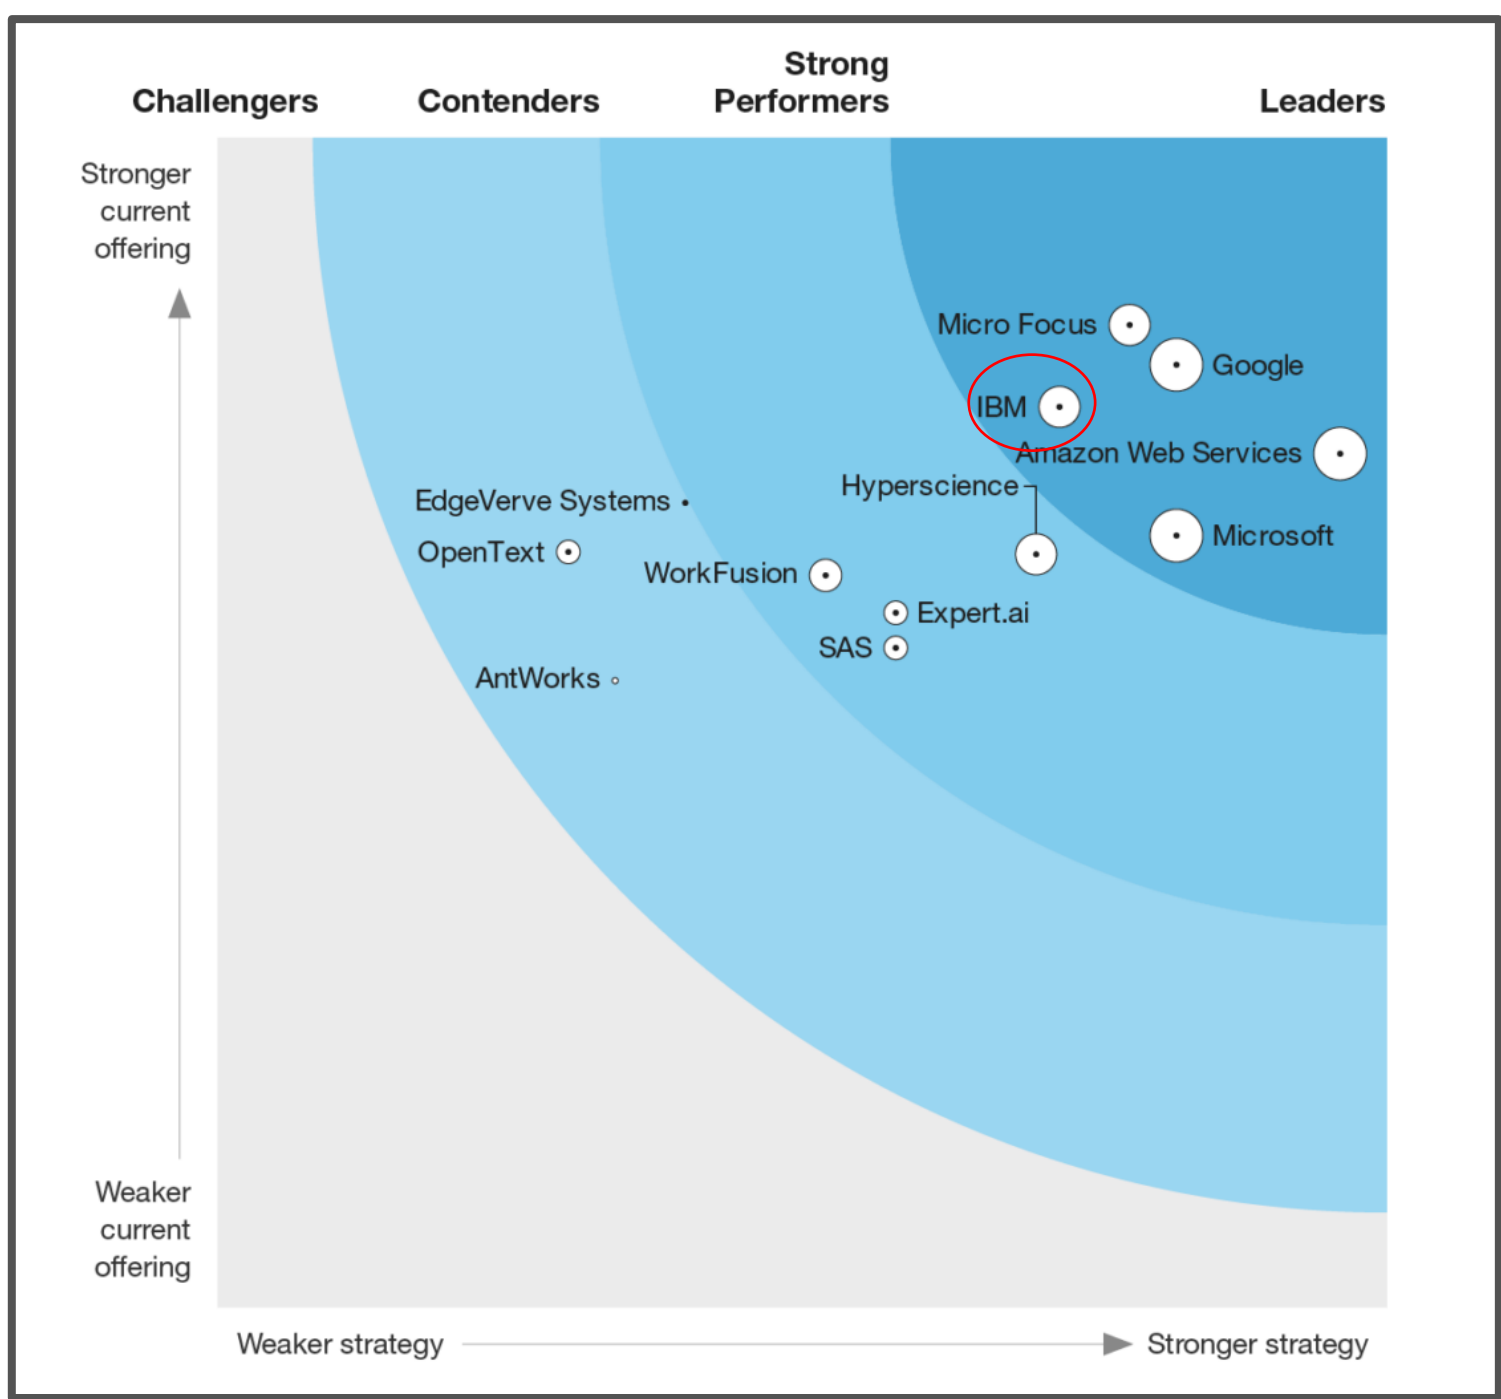 Challengers
Contenders
Strong
Performers
Leaders
Stronger
current
offering
Micro Focus
Google
IBM
Amazon Web Services
Hyperscience
EdgeVerve Systems
Microsoft
OpenText
WorkFusion
Expert.ai
SAS
AntWorks
Weaker
current
offering
Weaker strategy
Stronger strategy